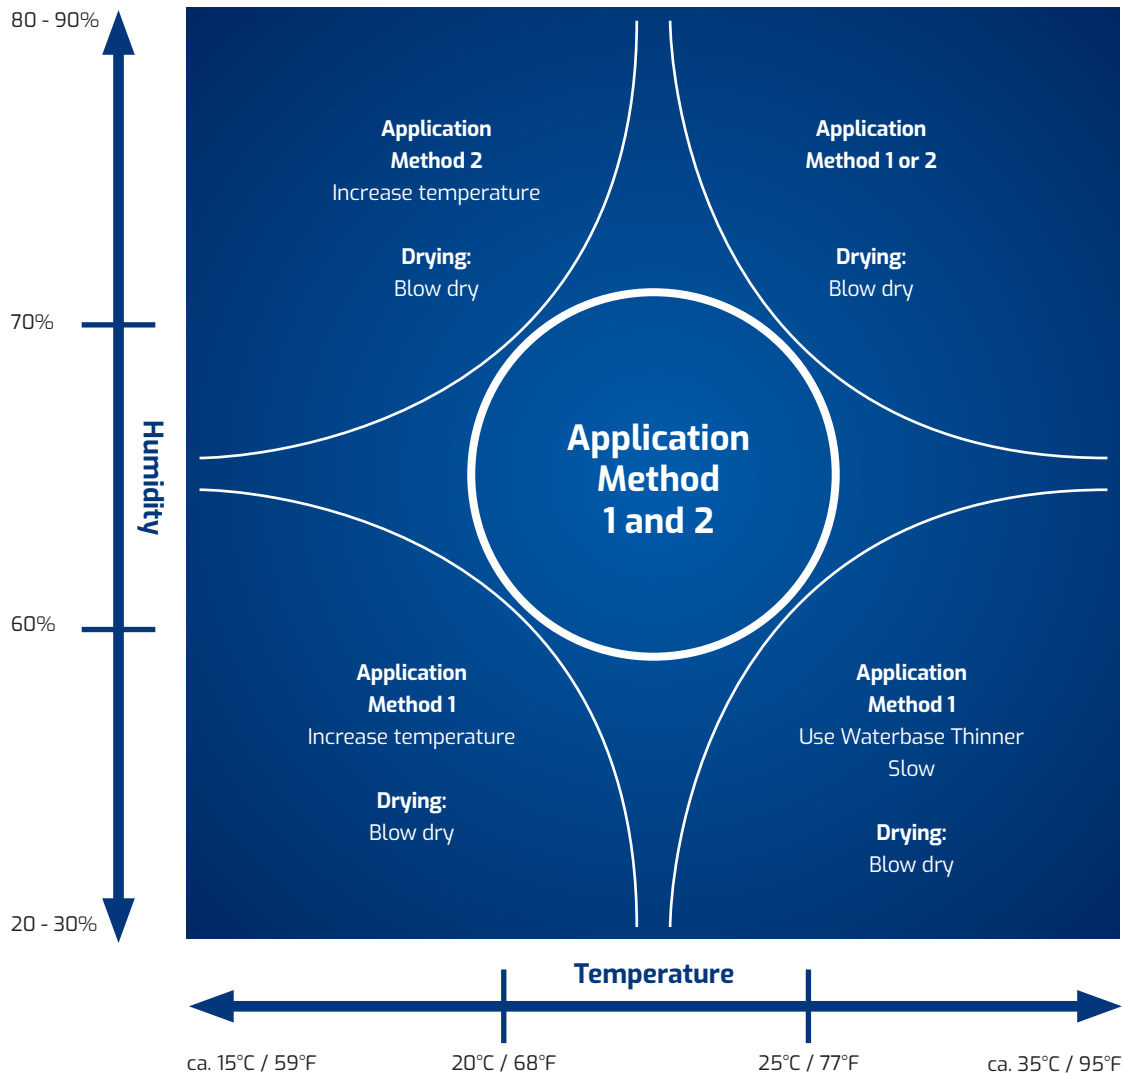 80 - 90%
Application
Method 2
Increase temperature
Drying:
Blow dry
Application
Method 1 or 2
Drying:
Blow dry
70%
Humidity
Application
Method
1 and 2
60%
Application
Method 1
Increase temperature
Drying:
Blow dry
Application
Method 1
Use Waterbase Thinner
Slow
Drying:
Blow dry
20 - 30%
Temperature
ca. 15°C / 59°F
20°C / 68°F
25°C / 77°F
ca. 35°C / 95°F